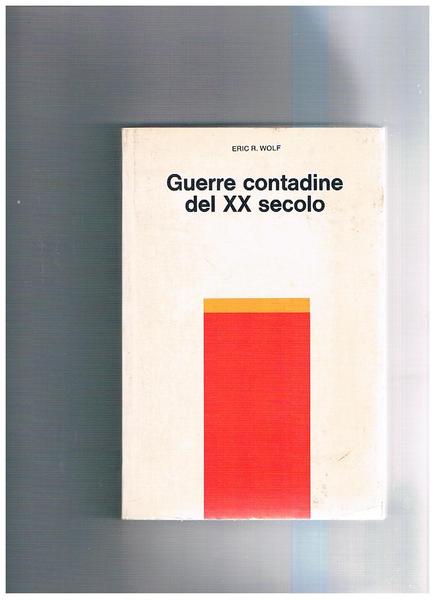 ERIC R. WOLF
Guerre contadine
del XX secolo